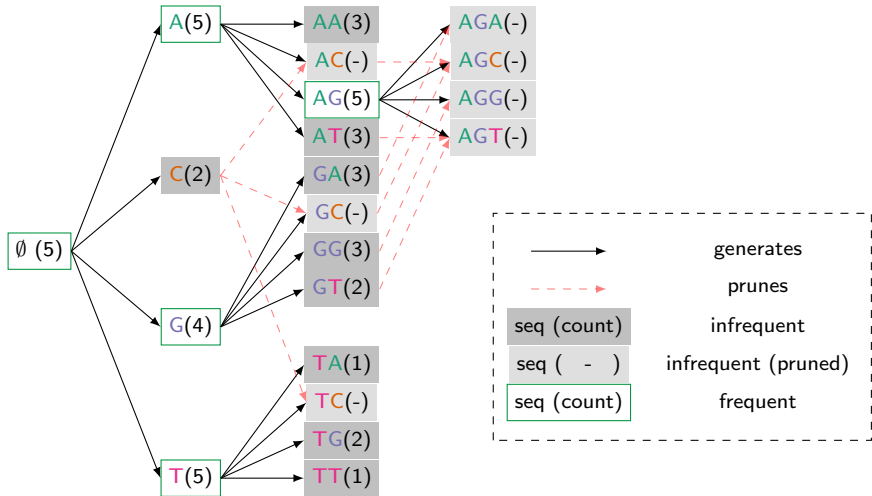 ∅ (5)
A(5)
C(2)
G(4)
T(5)
AA(3)
AC(-)
AG(5)
AT(3)
GA(3)
GC(-)
GG(3)
GT(2)
TA(1)
TC(-)
TG(2)
TT(1)
AGA(-)
AGC(-)
AGG(-)
AGT(-)
generates
prunes
seq (count) infrequent
seq ( - ) infrequent (pruned)
seq (count) frequent